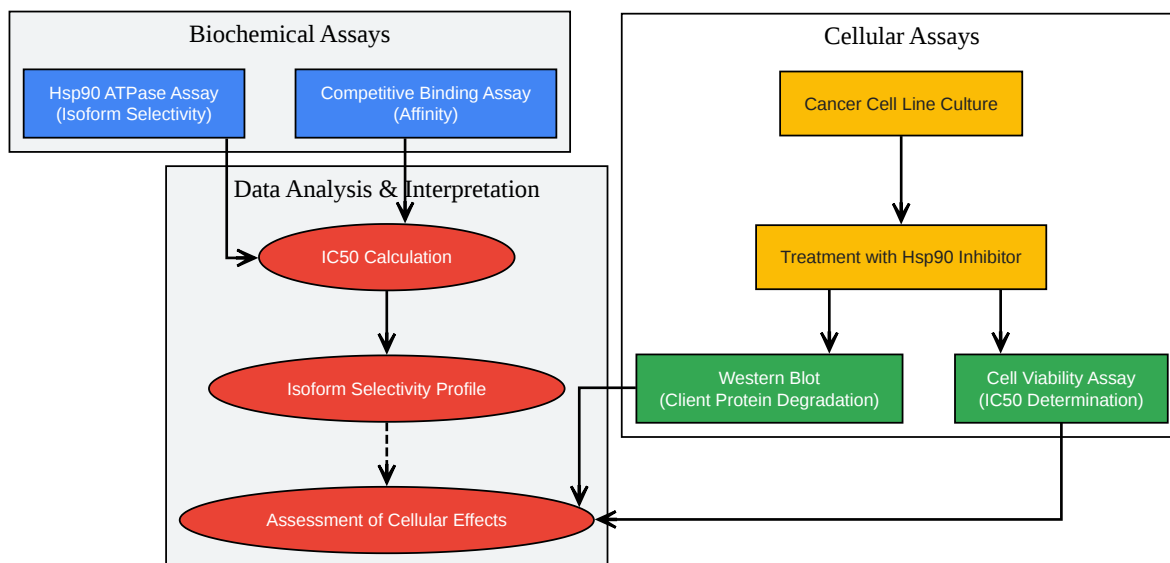 Biochemical Assays
Hsp90 ATPase Assay
(Isoform Selectivity)
Competitive Binding Assay
(Affinity)
Data Analysis & Interpretation
IC50 Calculation
Isoform Selectivity Profile
Assessment of Cellular Effects
Cellular Assays
Cancer Cell Line Culture
Treatment with Hsp90 Inhibitor
Western Blot
(Client Protein Degradation)
Cell Viability Assay
(IC50 Determination)